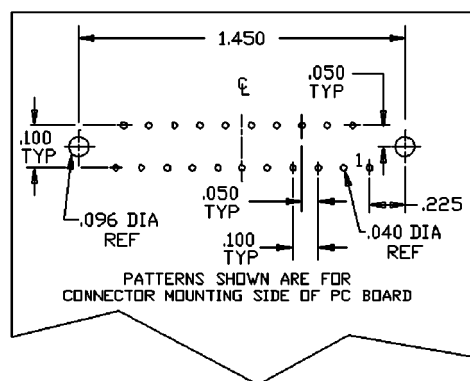 1.450
℄
.050
TYP
.100
TYP
1
.050
TYP
.225
.096 DIA
REF
.040 DIA
REF
.100
TYP
PATTERNS SHOWN ARE FOR
CONNECTOR MOUNTING SIDE OF PC BOARD